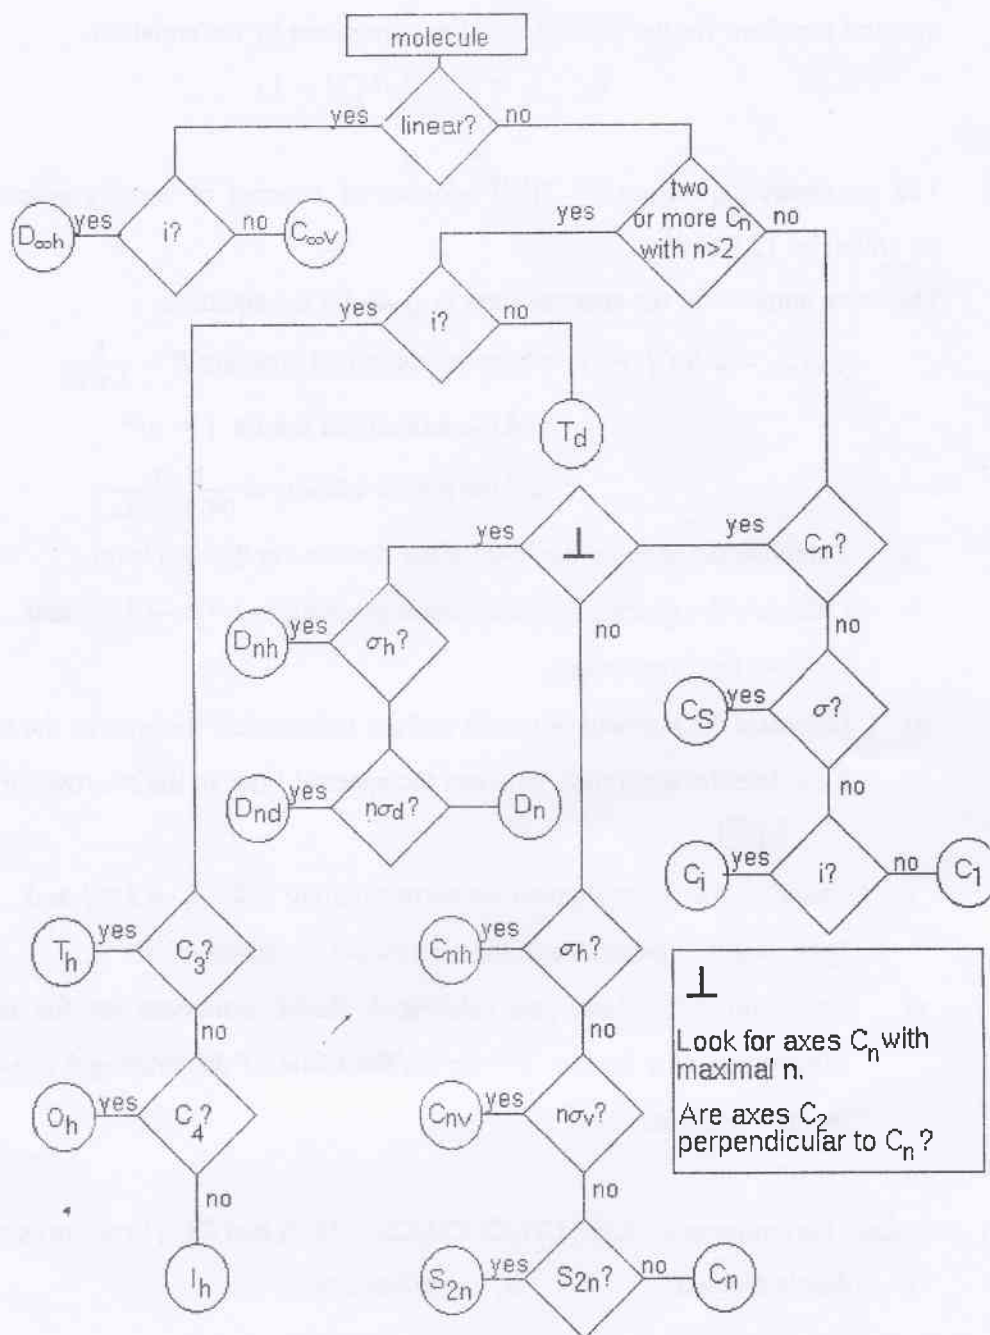 molecule
yes
linear?
no
two
or more Cn
with n>2
yes
no
D∞h
yes
i?
no
C∞v
yes
i?
no
Td
yes
⊥
yes
Cn?
no
no
Dnh
yes
σh?
CS
yes
σ?
no
Dnd
yes
nσd?
Dn
Ci
yes
i?
no
C1
Th
yes
C3?
no
Cnh
yes
σh?
no
⊥
Look for axes Cn with
maximal n.
Are axes C2
perpendicular to Cn?
Oh
yes
C4?
no
Cnv
yes
nσv?
no
Ih
S2n
yes
S2n?
no
Cn